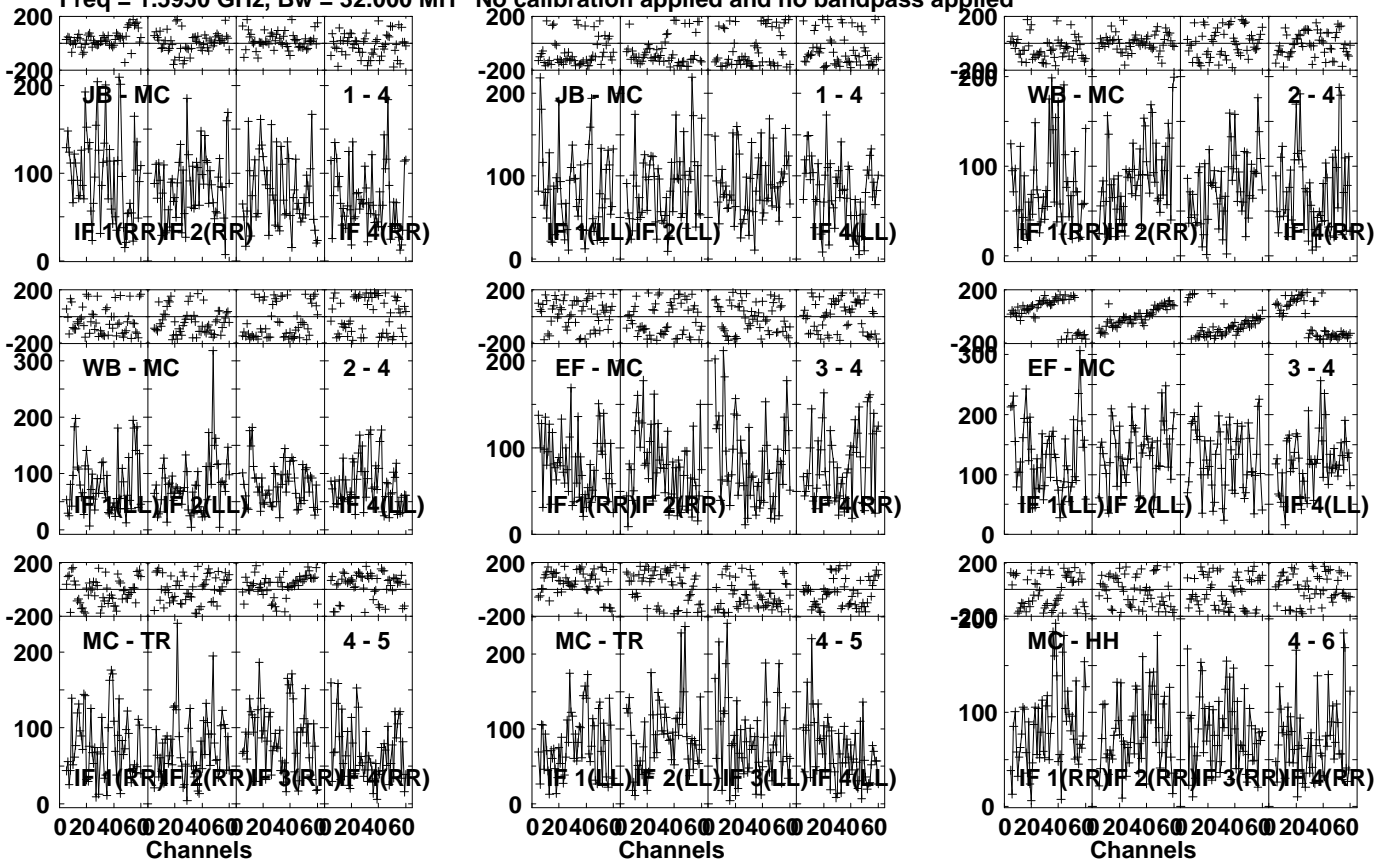 Freq = 1.5950 GHz, Bw = 32.000 MH No calibration applied and no bandpass applied
200
-200
200
100
0
JB - MC 1 - 4
IF 1(RR) IF 2(RR) IF 4(RR)
200
-200
200
100
0
JB - MC 1 - 4
IF 1(LL) IF 2(LL) IF 4(LL)
200
-200
200
100
0
WB - MC 2 - 4
IF 1(RR) IF 2(RR) IF 4(RR)
200
-200
300
200
100
0
WB - MC 2 - 4
IF 1(LL) IF 2(LL) IF 4(LL)
200
-200
200
100
0
EF - MC 3 - 4
IF 1(RR) IF 2(RR) IF 4(RR)
200
-200
300
200
100
0
EF - MC 3 - 4
IF 1(LL) IF 2(LL) IF 4(LL)
200
-200
200
100
0
MC - TR 4 - 5
IF 1(RR) IF 2(RR) IF 3(RR) IF 4(RR)
0 20 40 60 0 20 40 60 0 20 40 60 0 20 40 60
Channels
200
-200
200
100
0
MC - TR 4 - 5
IF 1(LL) IF 2(LL) IF 3(LL) IF 4(LL)
0 20 40 60 0 20 40 60 0 20 40 60 0 20 40 60
Channels
200
-200
200
100
0
MC - HH 4 - 6
IF 1(RR) IF 2(RR) IF 3(RR) IF 4(RR)
0 20 40 60 0 20 40 60 0 20 40 60 0 20 40 60
Channels